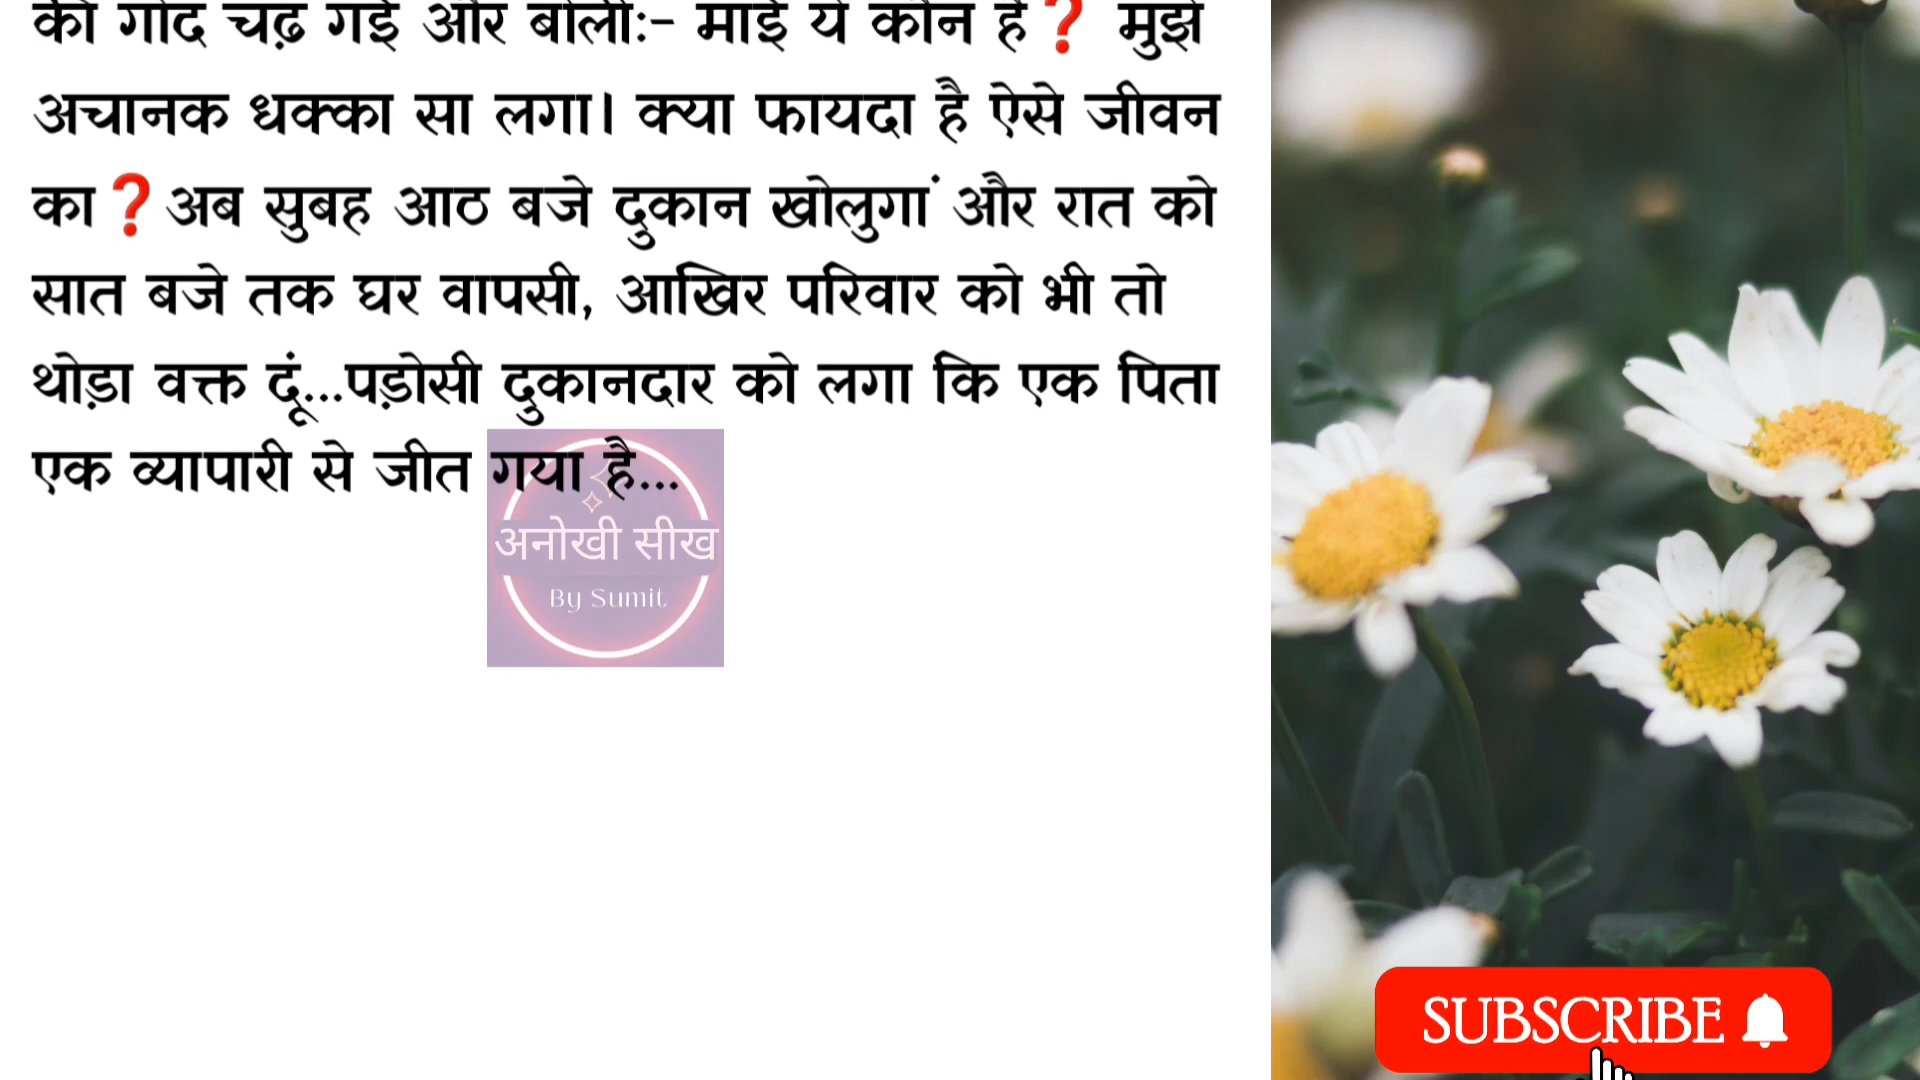 की गोद चढ़ गई और बोली:- माई ये कौन है❓ मुझे
अचानक धक्का सा लगा। क्या फायदा है ऐसे जीवन
का❓अब सुबह आठ बजे दुकान खोलुगां और रात को
सात बजे तक घर वापसी, आखिर परिवार को भी तो
थोड़ा वक्त दूं...पड़ोसी दुकानदार को लगा कि एक पिता
एक व्यापारी से जीत गया है...
अनोखी सीख
By Sumit
SUBSCRIBE